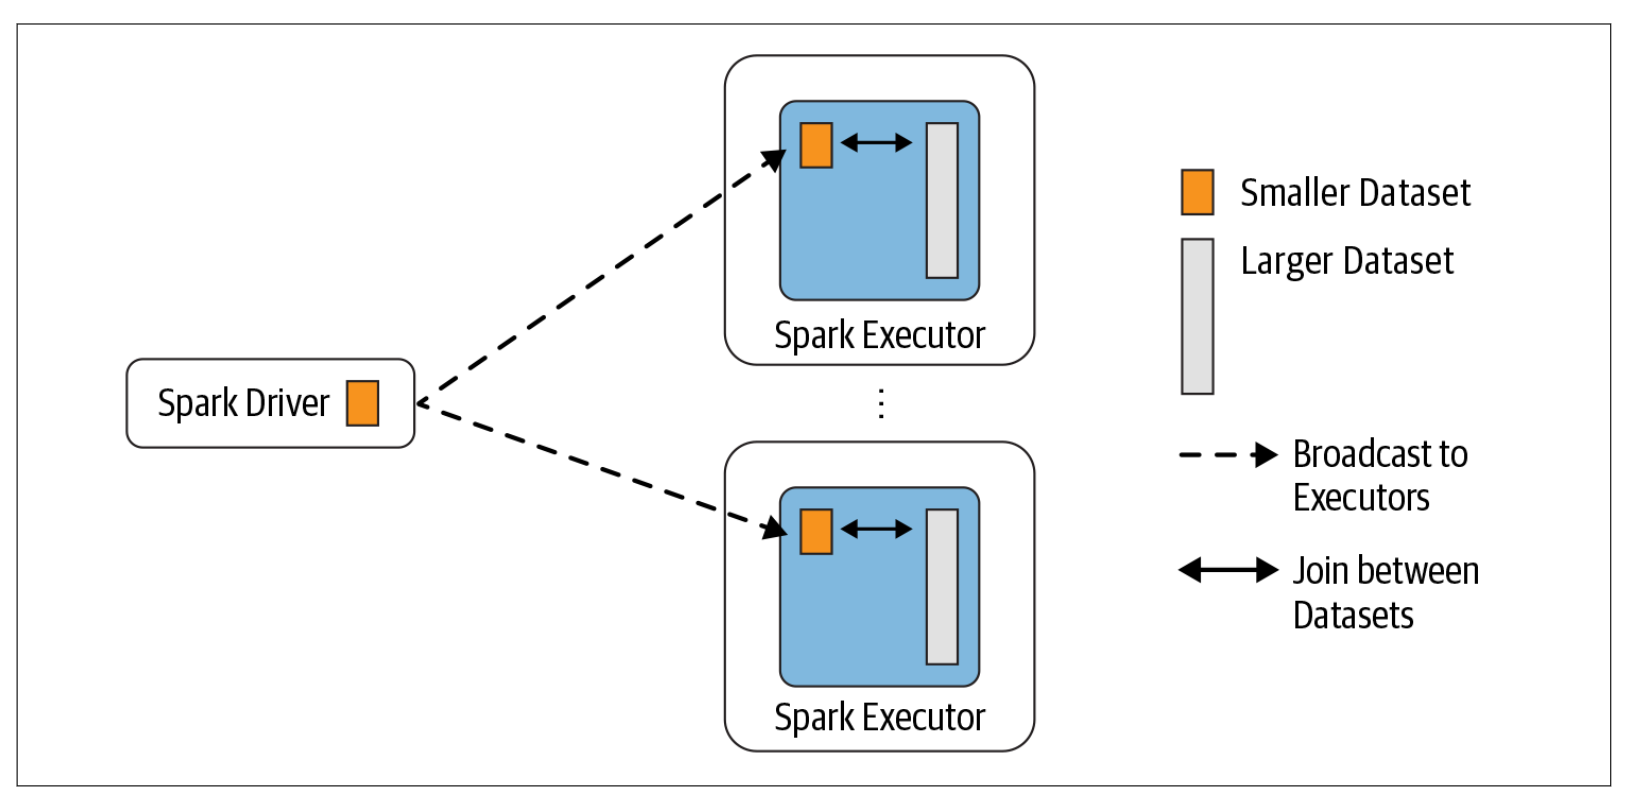 Spark Driver
Spark Executor
Spark Executor
Smaller Dataset
Larger Dataset
Broadcast to
Executors
Join between
Datasets